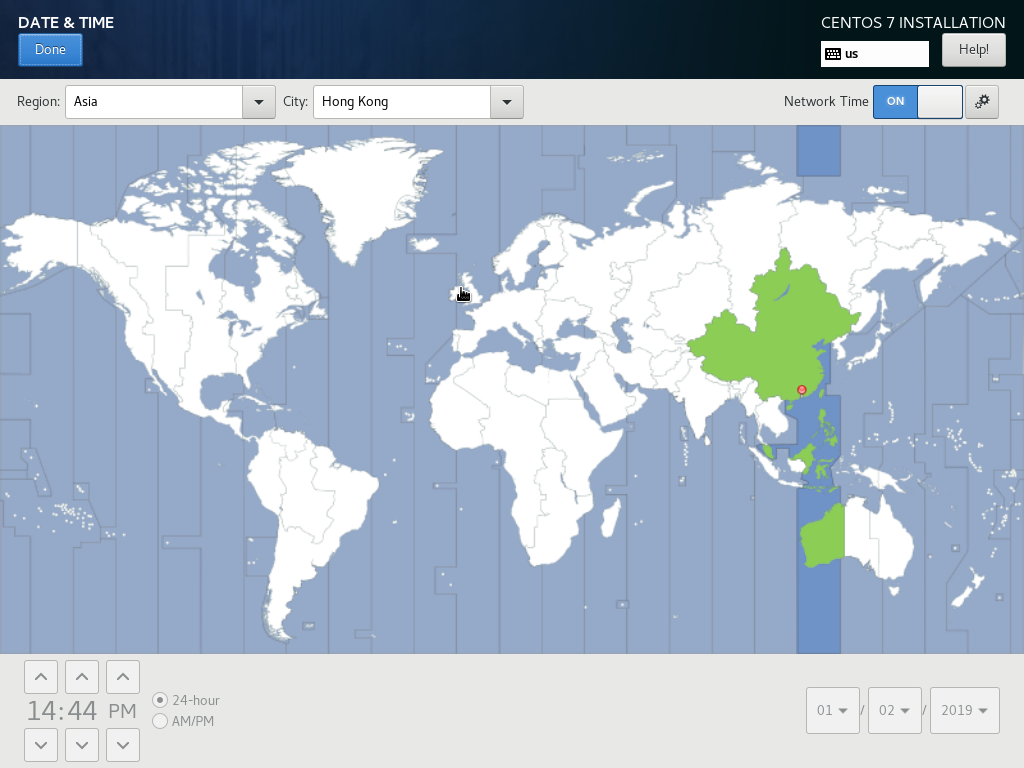 DATE & TIME
CENTOS 7 INSTALLATION
Done
us
Help!
Region:
Asia
City:
Hong Kong
Network Time
ON
24-hour
14:44 PM
AM/PM
01 / 02 / 2019